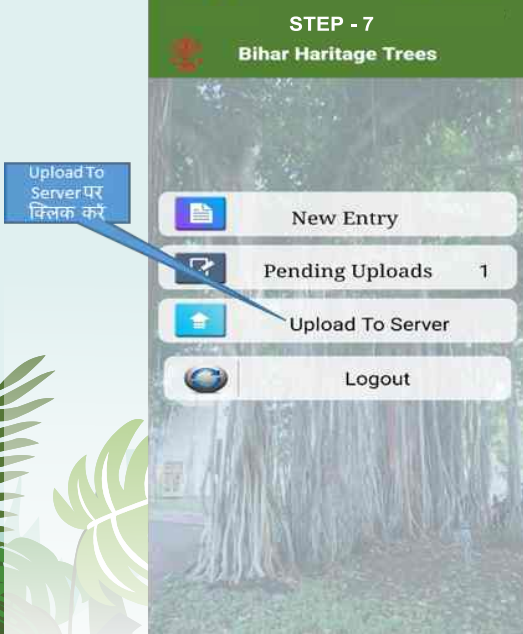 STEP - 7
Bihar Haritage Trees
Upload To
Server पर
क्लिक करें
New Entry
Pending Uploads 1
Upload To Server
Logout